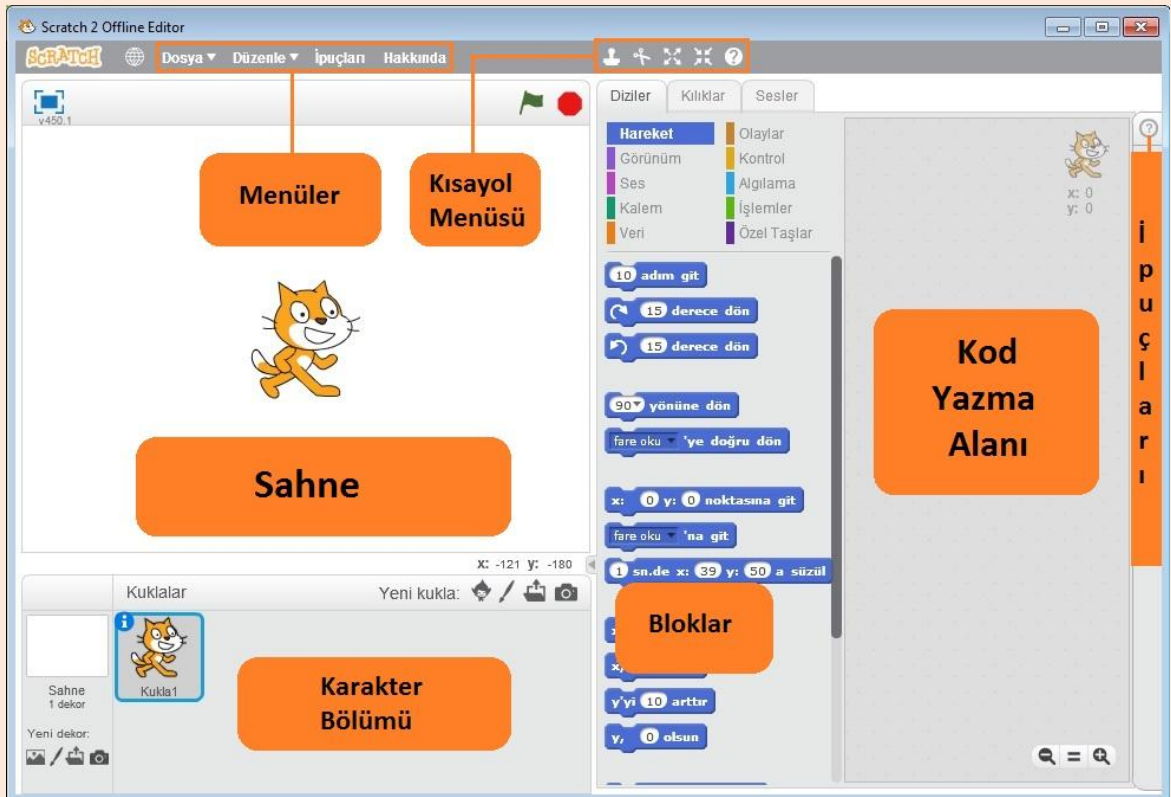 Scratch 2 Offline Editor
SCRATCH Dosya Düzenle İpuçları Hakkında
v450.1
Menüler
Kısayol
Menüsü
Sahne
X: -121 y: -180
Kuklalar Yeni kukla:
Sahne
1 dekor
Yeni dekor:
Kukla1
Karakter
Bölümü
Diziler Kılıklar Sesler
Hareket Olaylar
Görünüm Kontrol
Ses Algılama
Kalem İşlemler
Veri Özel Taşlar
10 adım git
15 derece dön
15 derece dön
90 yönüne dön
fare oku 'ye doğru dön
x: 0 y: 0 noktasına git
fare oku 'na git
1 sn.de x: 39 y: 50 a süzül
Bloklar
y'yi 10 arttır
y, 0 olsun
x: 0
y: 0
Kod
Yazma
Alanı
?
İpuçları